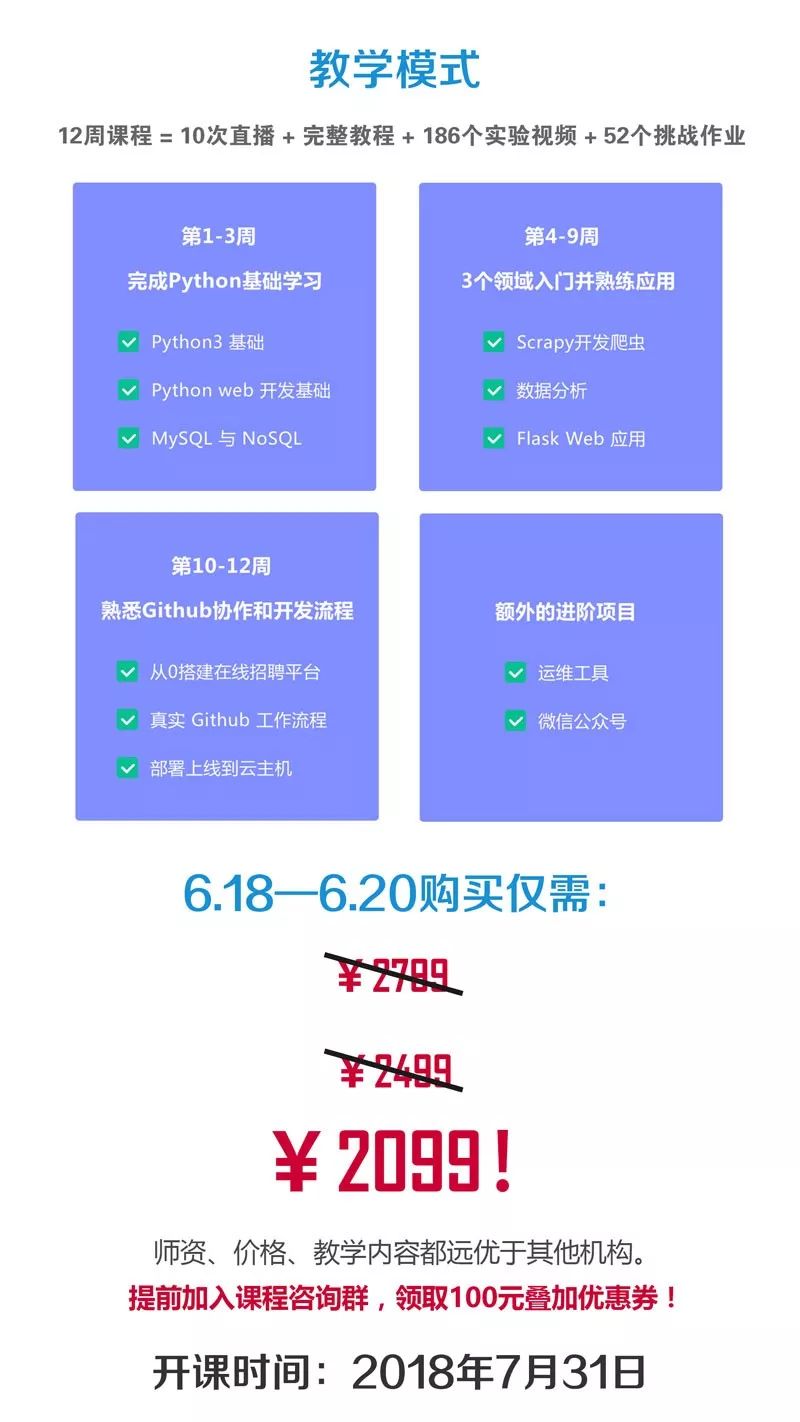 教学模式
12周课程 = 10次直播 + 完整教程 + 186个实验视频 + 52个挑战作业
第1-3周
完成Python基础学习
Python3 基础
Python web 开发基础
MySQL 与 NoSQL
第4-9周
3个领域入门并熟练应用
Scrapy开发爬虫
数据分析
Flask Web 应用
第10-12周
熟悉Github协作和开发流程
从0搭建在线招聘平台
真实 Github 工作流程
部署上线到云主机
额外的进阶项目
运维工具
微信公众号
6.18—6.20购买仅需：
￥2789
￥2499
￥2099！
师资、价格、教学内容都远优于其他机构。
提前加入课程咨询群，领取100元叠加优惠券！
开课时间：2018年7月31日